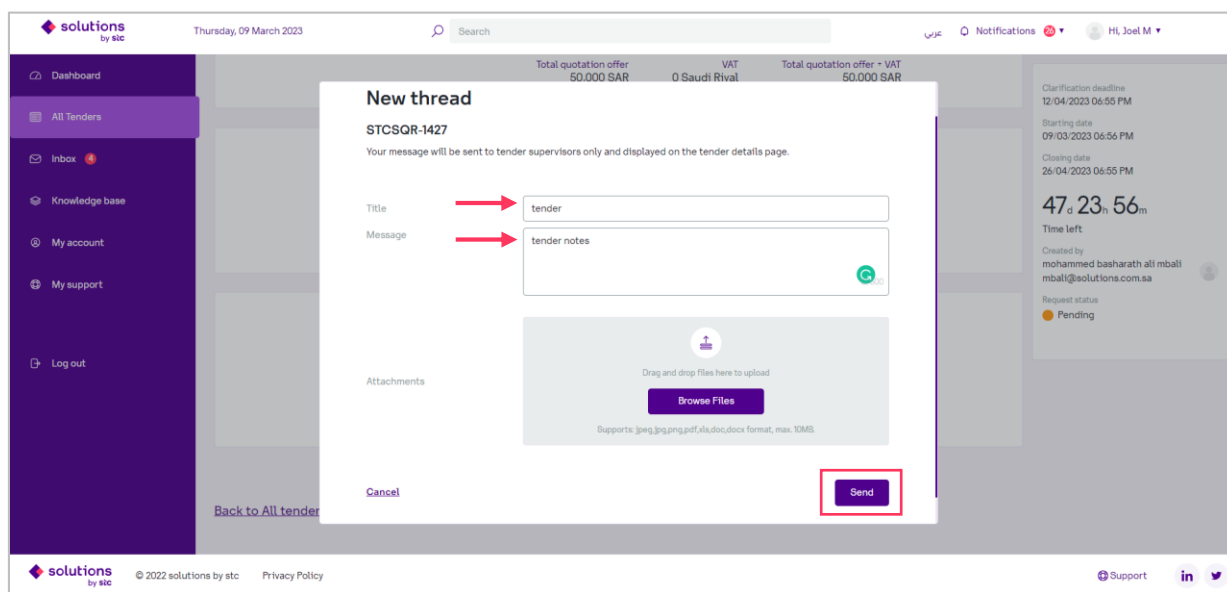 solutions
by stc
Thursday, 09 March 2023
Search
عربي
Notifications 26
Hi, Joel M
Dashboard
All Tenders
Inbox 4
Knowledge base
My account
My support
Log out
Total quotation offer
50.000 SAR
VAT
0 Saudi Riyal
Total quotation offer + VAT
50.000 SAR
New thread
STCSQR-1427
Your message will be sent to tender supervisors only and displayed on the tender details page.
Title
tender
Message
tender notes
Attachments
Drag and drop files here to upload
Browse Files
Supports: jpeg,jpg,png,pdf,xls,doc,docx format, max. 10MB.
Cancel
Send
Back to All tender
Clarification deadline
12/04/2023 06:55 PM
Starting date
09/03/2023 06:56 PM
Closing date
26/04/2023 06:55 PM
47d 23h 56m
Time left
Created by
mohammed basharath ali mbali
mbali@solutions.com.sa
Request status
Pending
solutions
by stc
© 2022 solutions by stc
Privacy Policy
Support
in